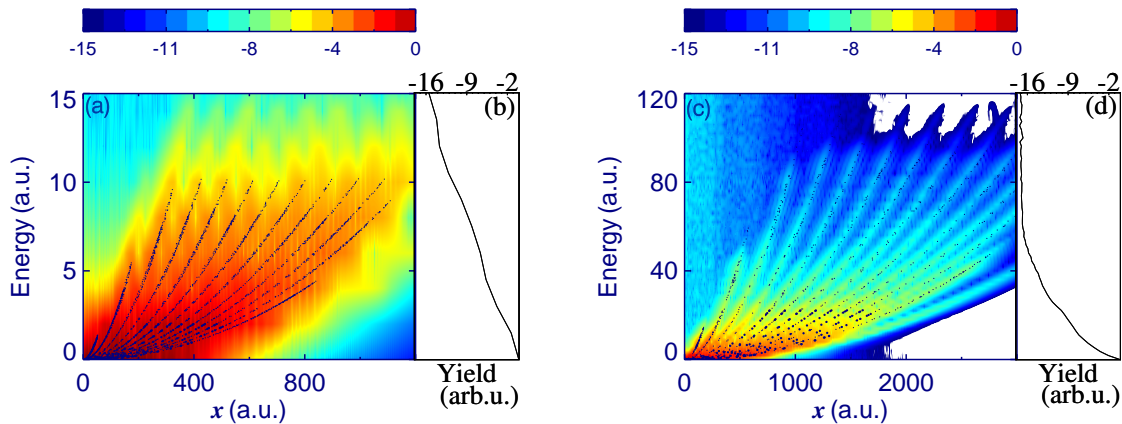 -15 -11 -8 -4 0
-15 -11 -8 -4 0
-16 -9 -2
-16 -9 -2
15 (a) (b)
120 (c) (d)
10
80
5
40
0
0
Energy (a.u.)
Energy (a.u.)
0 400 800
0 1000 2000
x (a.u.)
x (a.u.)
Yield
(arb.u.)
Yield
(arb.u.)